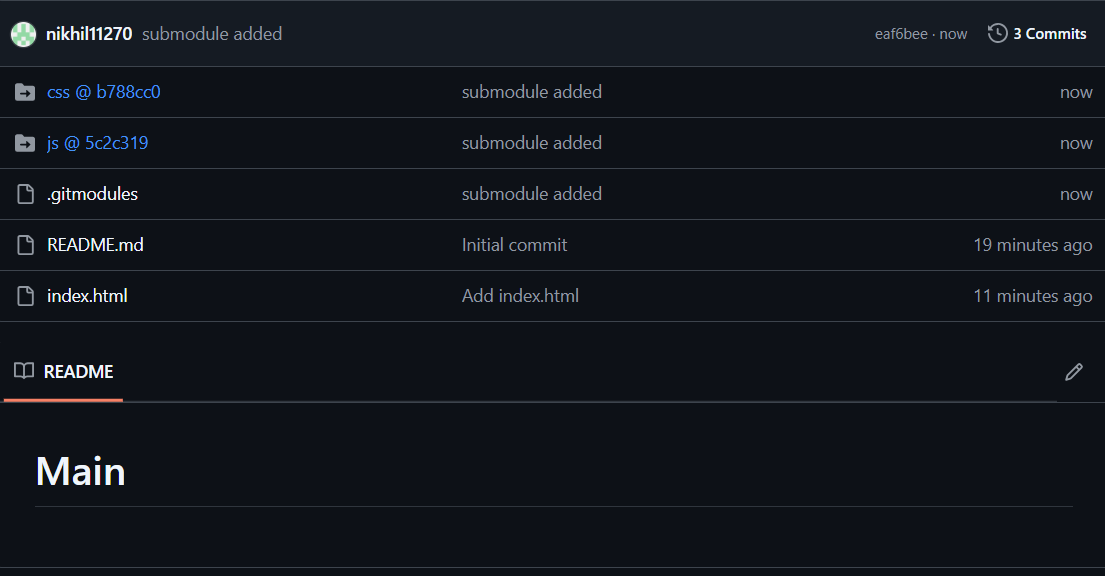 nikhil11270 submodule added eaf6bee · now 3 Commits
css @ b788cc0 submodule added now
js @ 5c2c319 submodule added now
.gitmodules submodule added now
README.md Initial commit 19 minutes ago
index.html Add index.html 11 minutes ago
README
Main